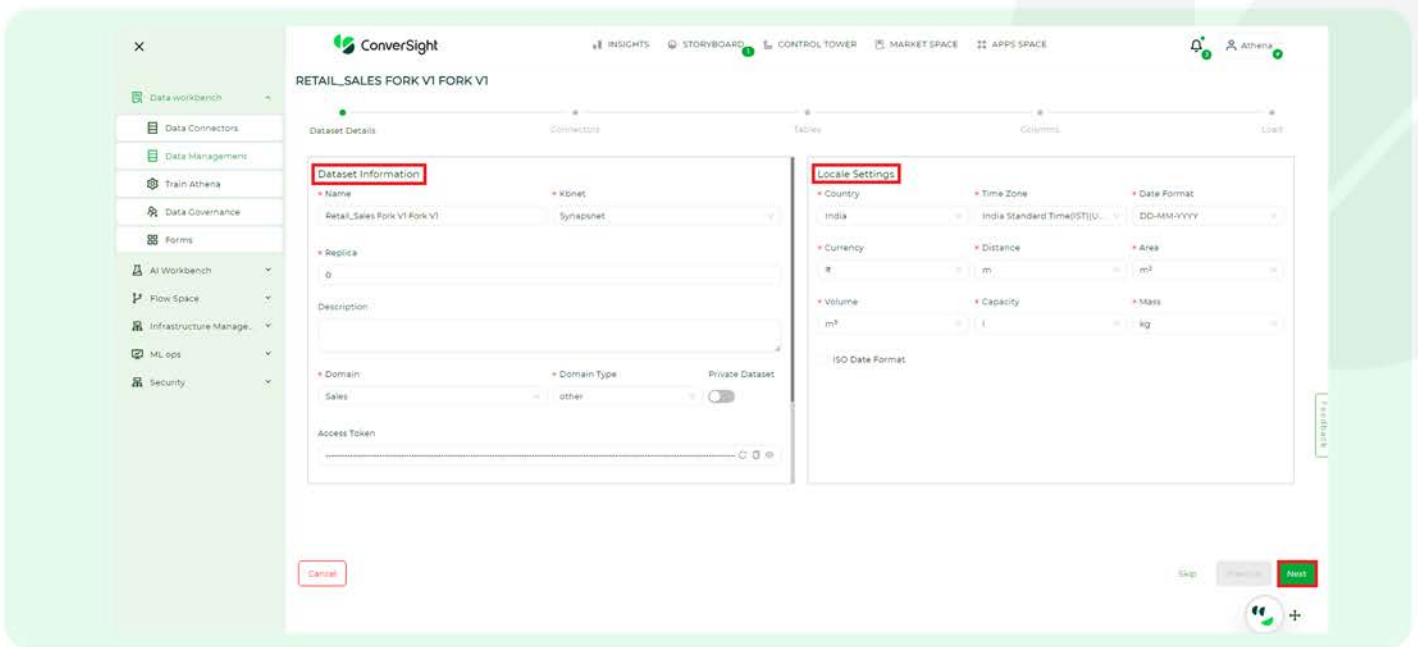 ConverSight
INSIGHTS
STORYBOARD
1
CONTROL TOWER
MARKET SPACE
APPS SPACE
Athena
RETAIL_SALES FORK V1 FORK V1
Data workbench
Data Connectors
Data Management
Train Athena
Data Governance
Forms
AI Workbench
Flow Space
Infrastructure Manage..
ML ops
Security
Dataset Details
Connectors
Tables
Columns
Load
Dataset Information
* Name
* Kbnet
Retail_Sales Fork V1 Fork V1
Synapsnet
* Replica
0
Description
* Domain
* Domain Type
Private Dataset
Sales
other
Access Token
Locale Settings
* Country
* Time Zone
* Date Format
India
India Standard Time(IST)(U...
DD-MM-YYYY
* Currency
* Distance
* Area
₹
m
m²
* Volume
* Capacity
* Mass
m³
l
kg
ISO Date Format
Feedback
Cancel
Skip
Previous
Next